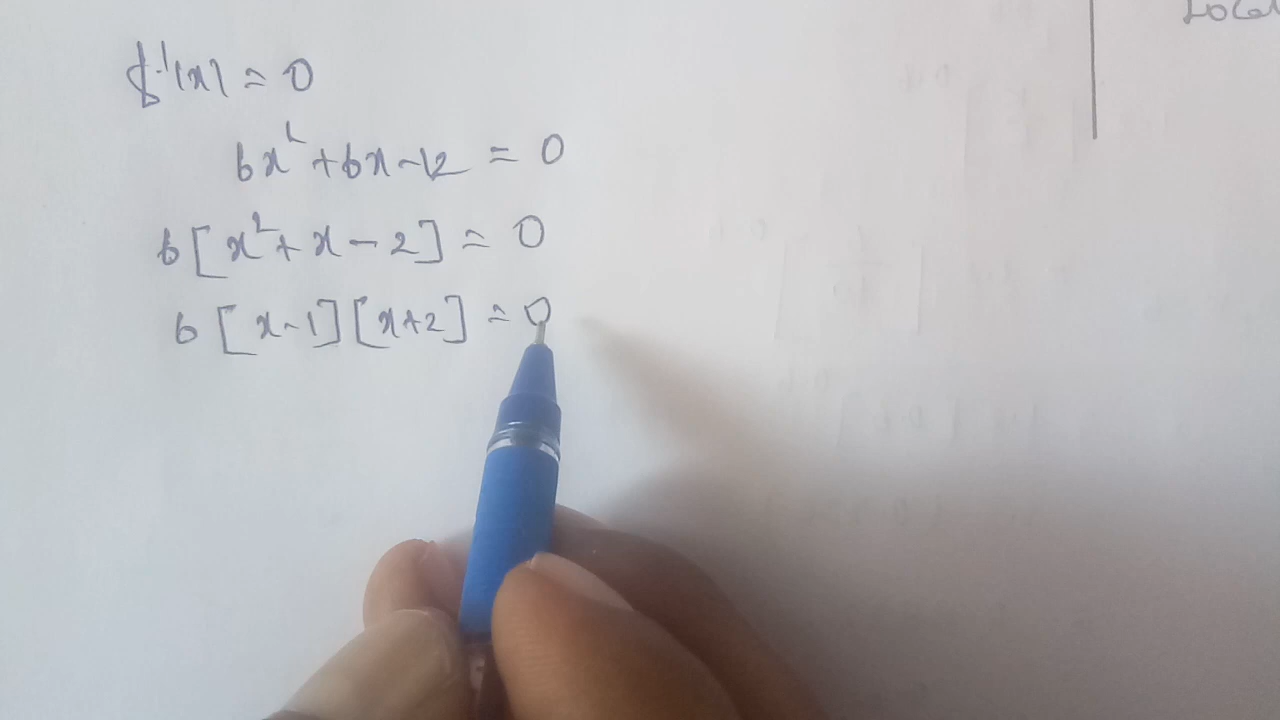 f'(x) = 0
6x² + 6x - 12 = 0
6[x² + x - 2] = 0
6[x - 1][x + 2] = 0